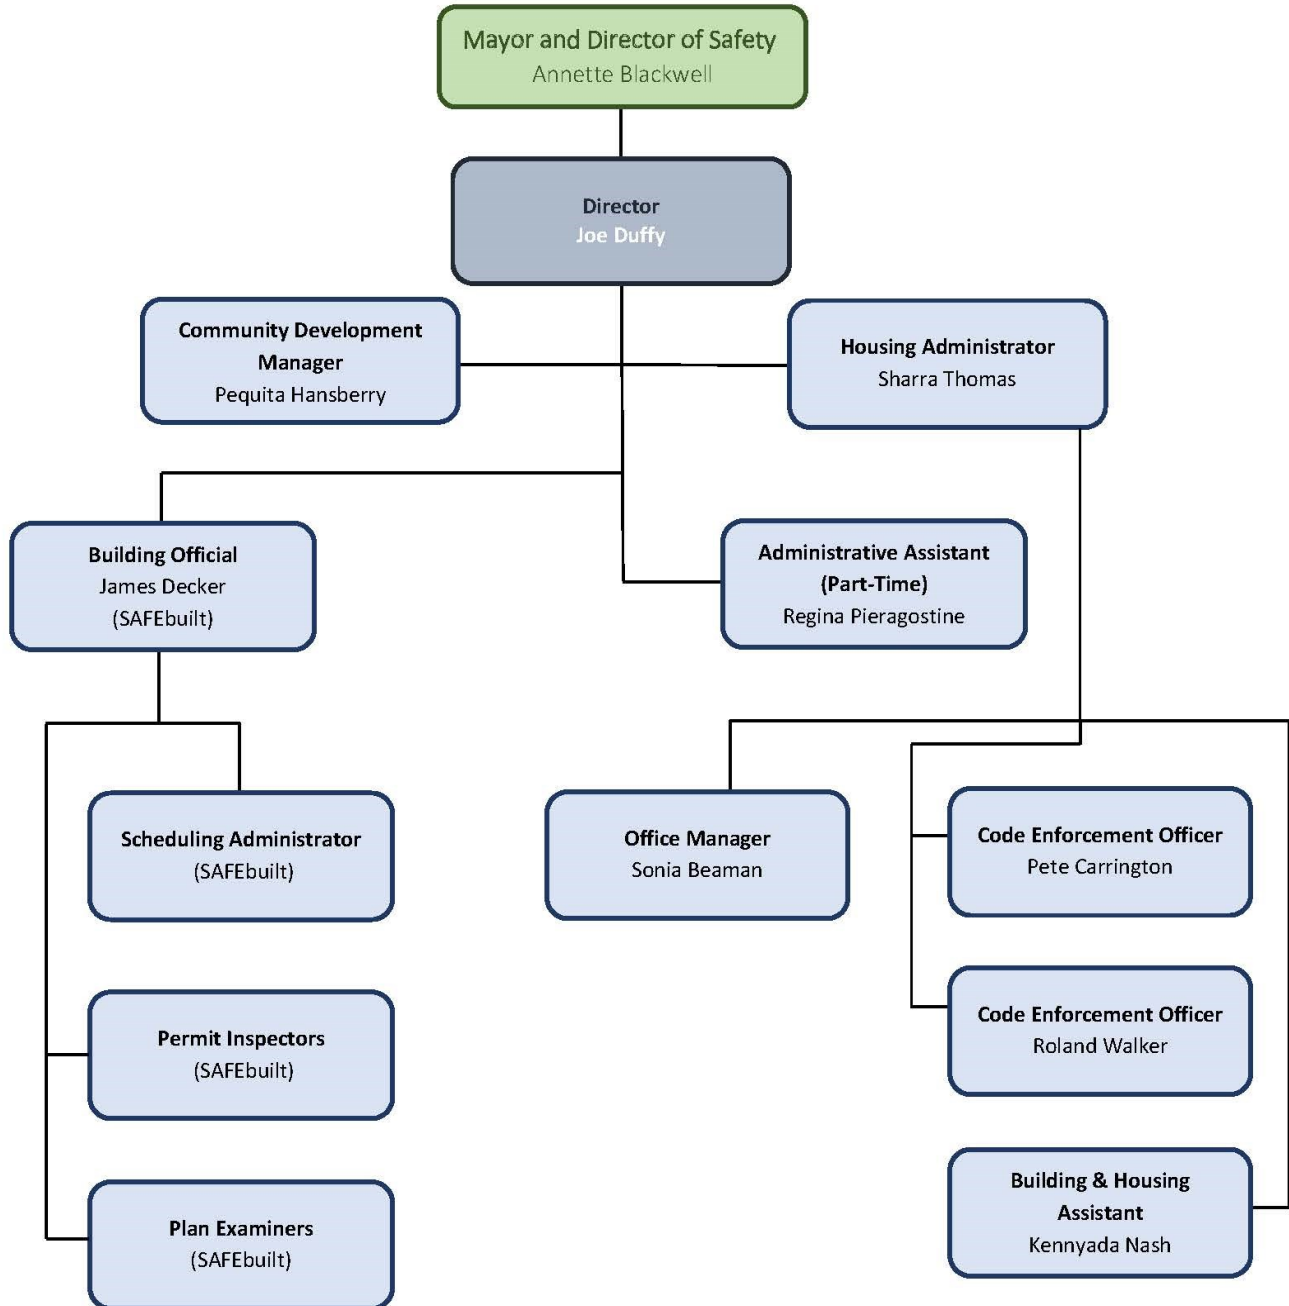 Mayor and Director of Safety
Annette Blackwell
Director
Joe Duffy
Community Development
Manager
Pequita Hansberry
Housing Administrator
Sharra Thomas
Building Official
James Decker
(SAFEbuilt)
Administrative Assistant
(Part-Time)
Regina Pieragostine
Scheduling Administrator
(SAFEbuilt)
Office Manager
Sonia Beaman
Code Enforcement Officer
Pete Carrington
Permit Inspectors
(SAFEbuilt)
Code Enforcement Officer
Roland Walker
Plan Examiners
(SAFEbuilt)
Building & Housing
Assistant
Kennyada Nash